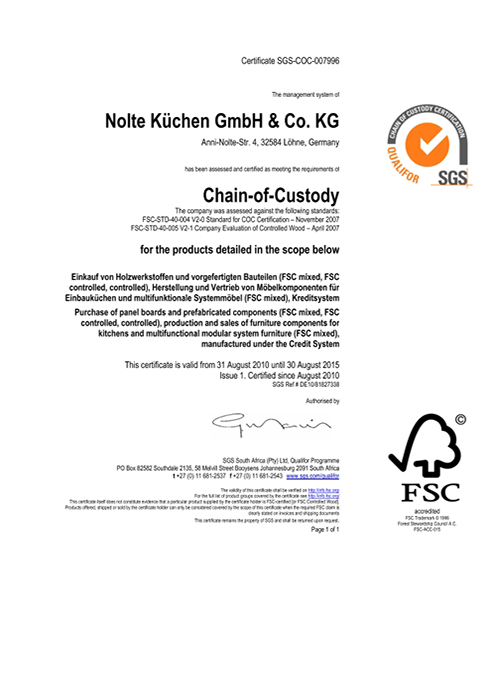 Certificate SGS-COC-007996
The management system of
Nolte Küchen GmbH & Co. KG
Anni-Nolte-Str. 4, 32584 Löhne, Germany
has been assessed and certified as meeting the requirements of
Chain-of-Custody
The company was assessed against the following standards:
FSC-STD-40-004 V2-0 Standard for COC Certification – November 2007
FSC-STD-40-005 V2-1 Company Evaluation of Controlled Wood – April 2007
for the products detailed in the scope below
Einkauf von Holzwerkstoffen und vorgefertigten Bauteilen (FSC mixed, FSC
controlled, controlled), Herstellung und Vertrieb von Möbelkomponenten für
Einbauküchen und multifunktionale Systemmöbel (FSC mixed), Kreditsystem
Purchase of panel boards and prefabricated components (FSC mixed, FSC
controlled, controlled), production and sales of furniture components for
kitchens and multifunctional modular system furniture (FSC mixed),
manufactured under the Credit System
This certificate is valid from 31 August 2010 until 30 August 2015
Issue 1. Certified since August 2010
SGS Ref # DE10/81827338
Authorised by
SGS South Africa (Pty) Ltd, Qualifor Programme
PO Box 82582 Southdale 2135, 58 Melvill Street Booysens Johannesburg 2091 South Africa
t +27 (0) 11 681-2537 f +27 (0) 11 681-2543 www.sgs.com/qualifor
The validity of this certificate shall be verified on http://info.fsc.org/
For the full list of product groups covered by the certificate see http://info.fsc.org/
This certificate itself does not constitute evidence that a particular product supplied by the certificate holder is FSC-certified [or FSC Controlled Wood].
Products offered, shipped or sold by the certificate holder can only be considered covered by the scope of this certificate when the required FSC claim is
clearly stated on invoices and shipping documents
This certificate remains the property of SGS and shall be returned upon request.
Page 1 of 1
CHAIN OF CUSTODY CERTIFICATION
QUALIFOR
SGS
©
FSC
accredited
FSC Trademark © 1996
Forest Stewardship Council A.C.
FSC-ACC-015